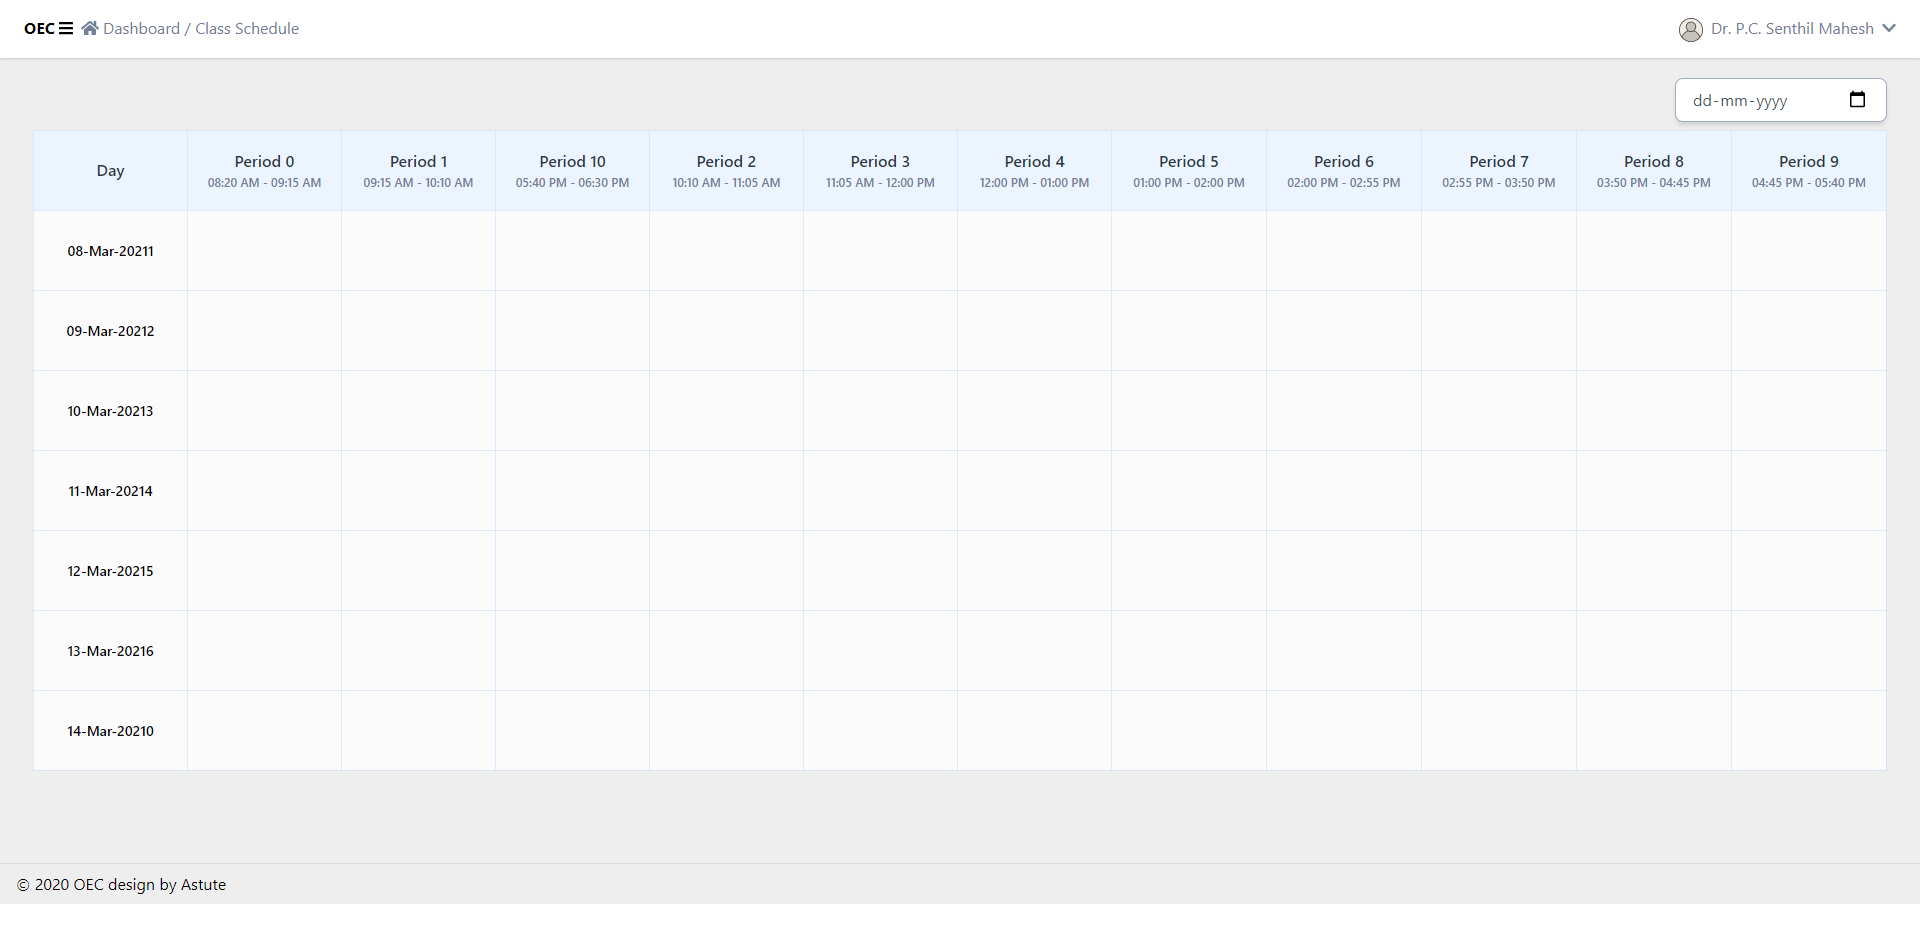 OEC Dashboard / Class Schedule Dr. P.C. Senthil Mahesh
dd-mm-yyyy
Day Period 0 Period 1 Period 10 Period 2 Period 3 Period 4 Period 5 Period 6 Period 7 Period 8 Period 9
08:20 AM - 09:15 AM 09:15 AM - 10:10 AM 05:40 PM - 06:30 PM 10:10 AM - 11:05 AM 11:05 AM - 12:00 PM 12:00 PM - 01:00 PM 01:00 PM - 02:00 PM 02:00 PM - 02:55 PM 02:55 PM - 03:50 PM 03:50 PM - 04:45 PM 04:45 PM - 05:40 PM
08-Mar-20211
09-Mar-20212
10-Mar-20213
11-Mar-20214
12-Mar-20215
13-Mar-20216
14-Mar-20210
© 2020 OEC design by Astute